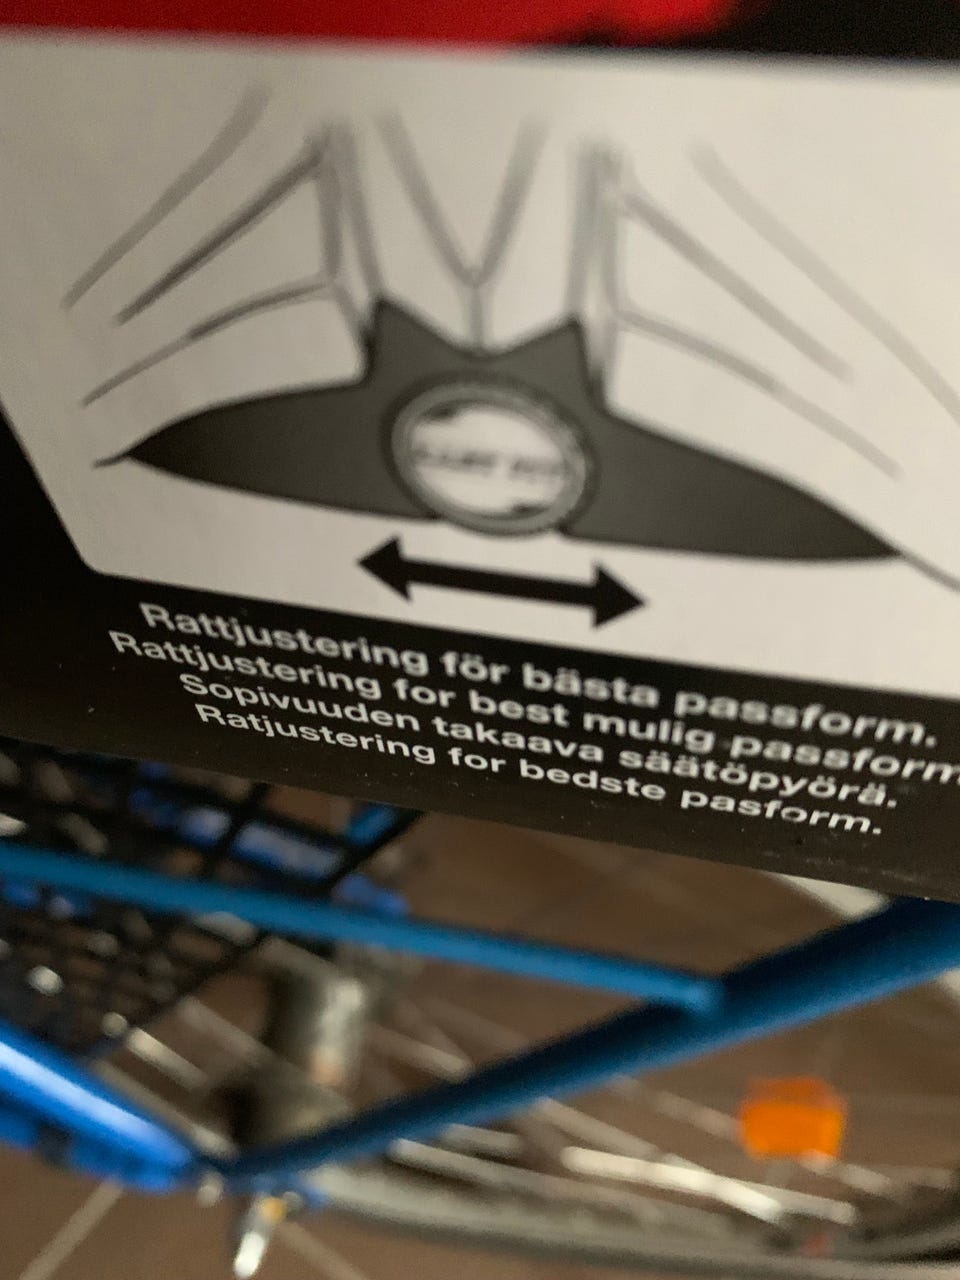 Rattjustering för bästa passform.
Rattjustering for best mulig passform
Sopivuuden takaava säätöpyörä.
Ratjustering for bedste pasform.